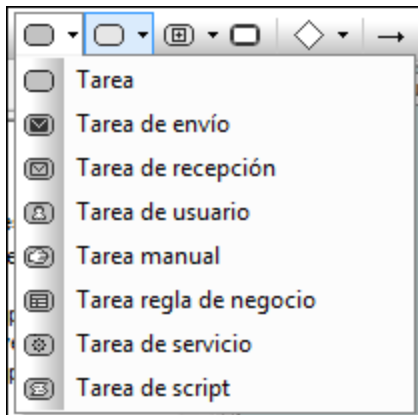 Tarea
Tarea de envío
Tarea de recepción
Tarea de usuario
Tarea manual
Tarea regla de negocio
Tarea de servicio
Tarea de script